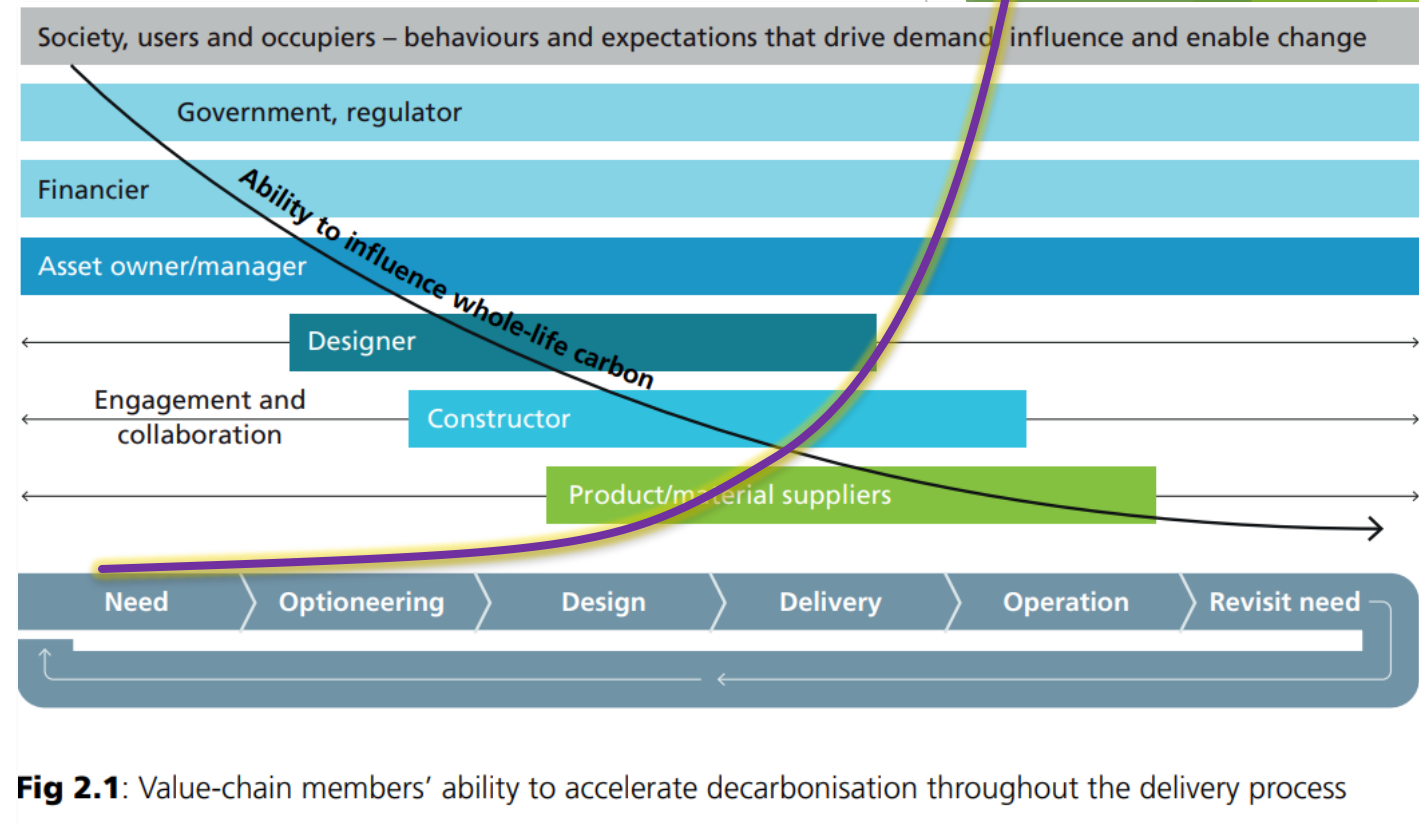 Society, users and occupiers – behaviours and expectations that drive demand, influence and enable change
Government, regulator
Financier
Ability to influence whole-life carbon
Asset owner/manager
Designer
Engagement and
collaboration
Constructor
Product/material suppliers
Need
Optioneering
Design
Delivery
Operation
Revisit need
Fig 2.1: Value-chain members’ ability to accelerate decarbonisation throughout the delivery process